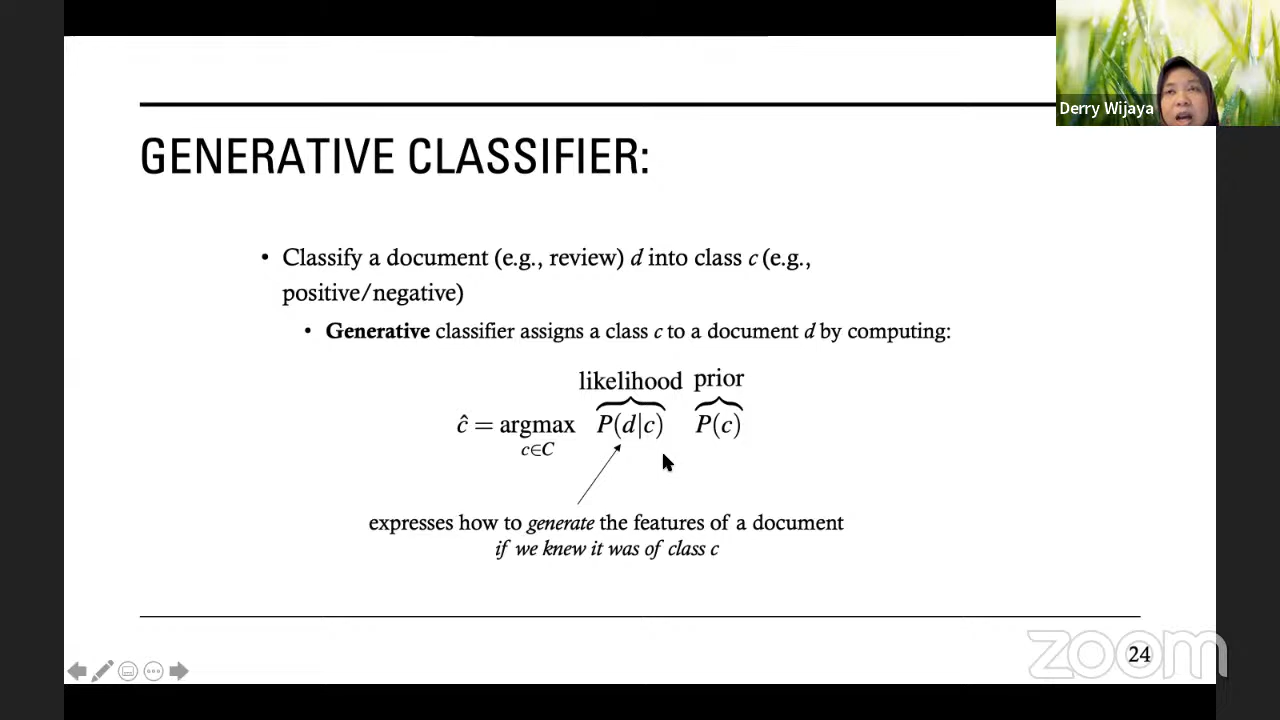 Derry Wijaya
GENERATIVE CLASSIFIER:
• Classify a document (e.g., review) d into class c (e.g.,
positive/negative)
• Generative classifier assigns a class c to a document d by computing:
likelihood prior
ĉ = argmax P(d|c) P(c)
c∈C
expresses how to generate the features of a document
if we knew it was of class c
zoom
24